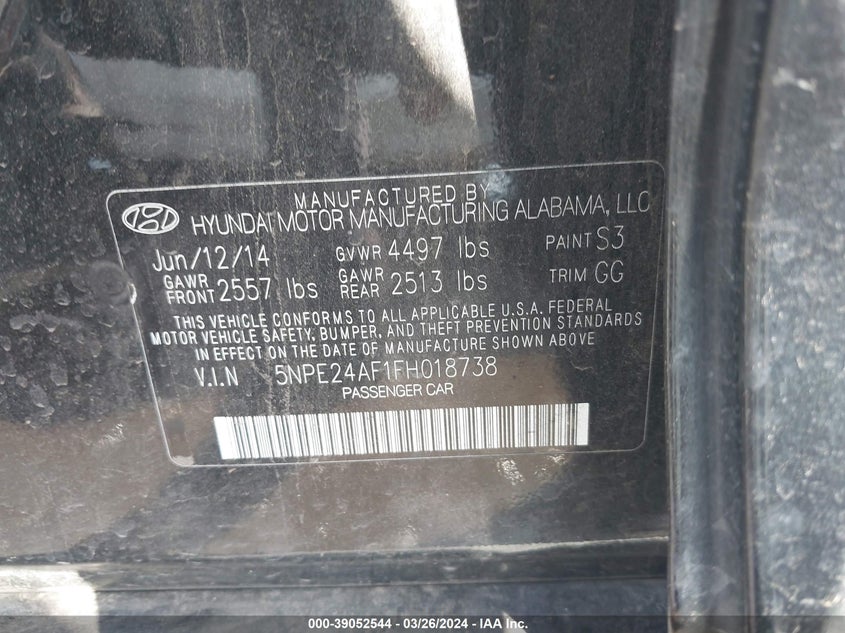 MANUFACTURED BY
HYUNDAI MOTOR MANUFACTURING ALABAMA, LLC
Jun/12/14 GVWR 4497 lbs PAINT S3
GAWR FRONT 2557 lbs GAWR REAR 2513 lbs TRIM GG
THIS VEHICLE CONFORMS TO ALL APPLICABLE U.S.A. FEDERAL
MOTOR VEHICLE SAFETY, BUMPER, AND THEFT PREVENTION STANDARDS
IN EFFECT ON THE DATE OF MANUFACTURE SHOWN ABOVE
V.I.N 5NPE24AF1FH018738
PASSENGER CAR
000-39052544 / 03/26/2024 - IAA Inc.